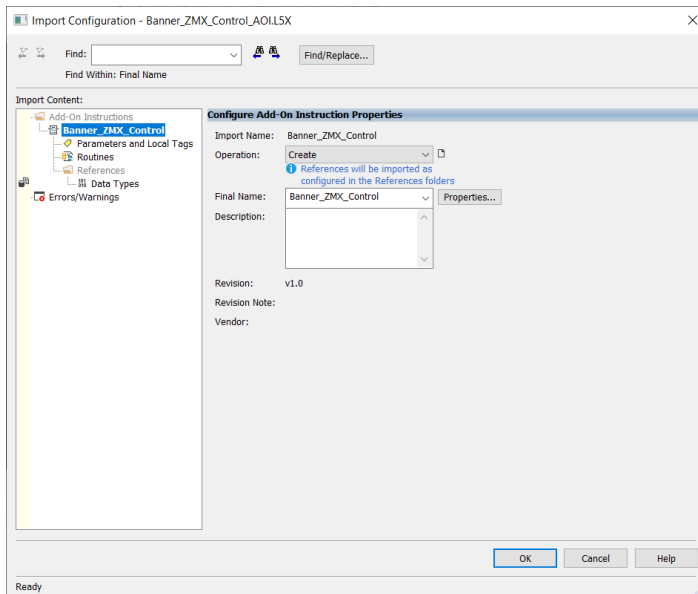 Import Configuration - Banner_ZMX_Control_AOI.L5X
Find:
Find/Replace...
Find Within: Final Name
Import Content:
Add-On Instructions
Banner_ZMX_Control
Parameters and Local Tags
Routines
References
Data Types
Errors/Warnings
Configure Add-On Instruction Properties
Import Name: Banner_ZMX_Control
Operation: Create
References will be imported as
configured in the References folders
Final Name: Banner_ZMX_Control Properties...
Description:
Revision: v1.0
Revision Note:
Vendor:
OK Cancel Help
Ready